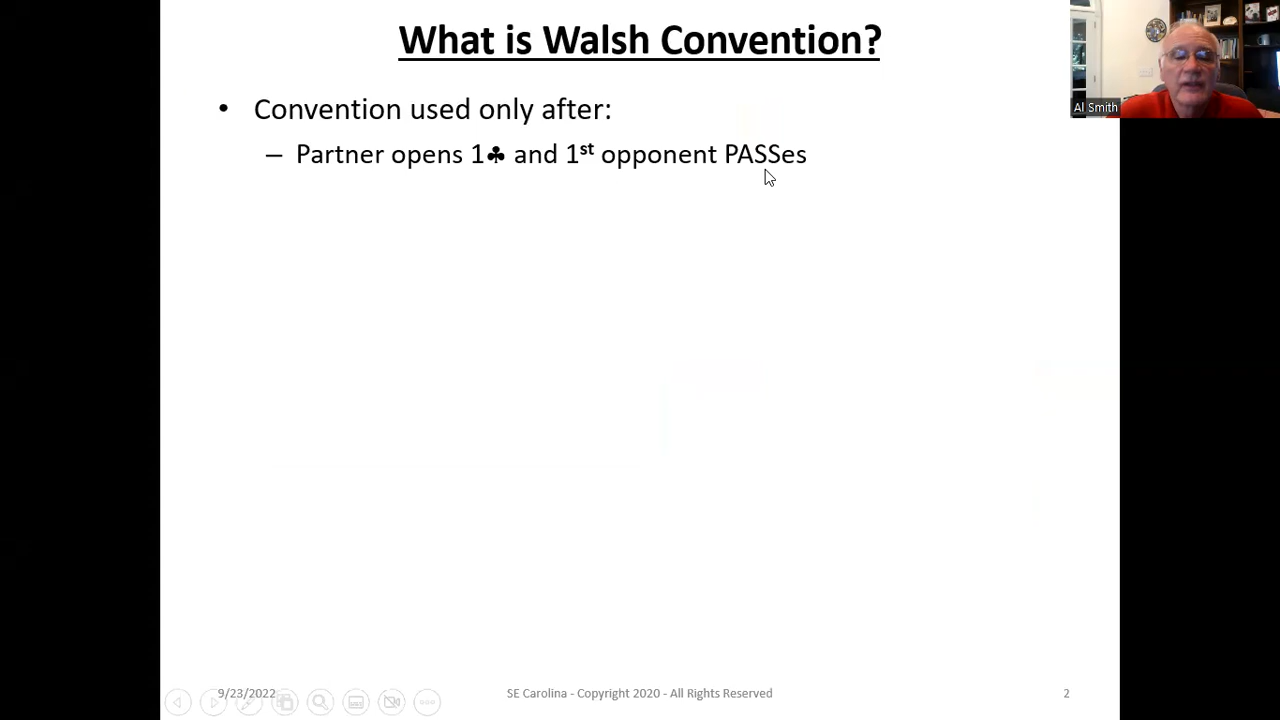 What is Walsh Convention?
• Convention used only after:
– Partner opens 1♣ and 1st opponent PASSes
Al Smith
9/23/2022
SE Carolina - Copyright 2020 - All Rights Reserved
2